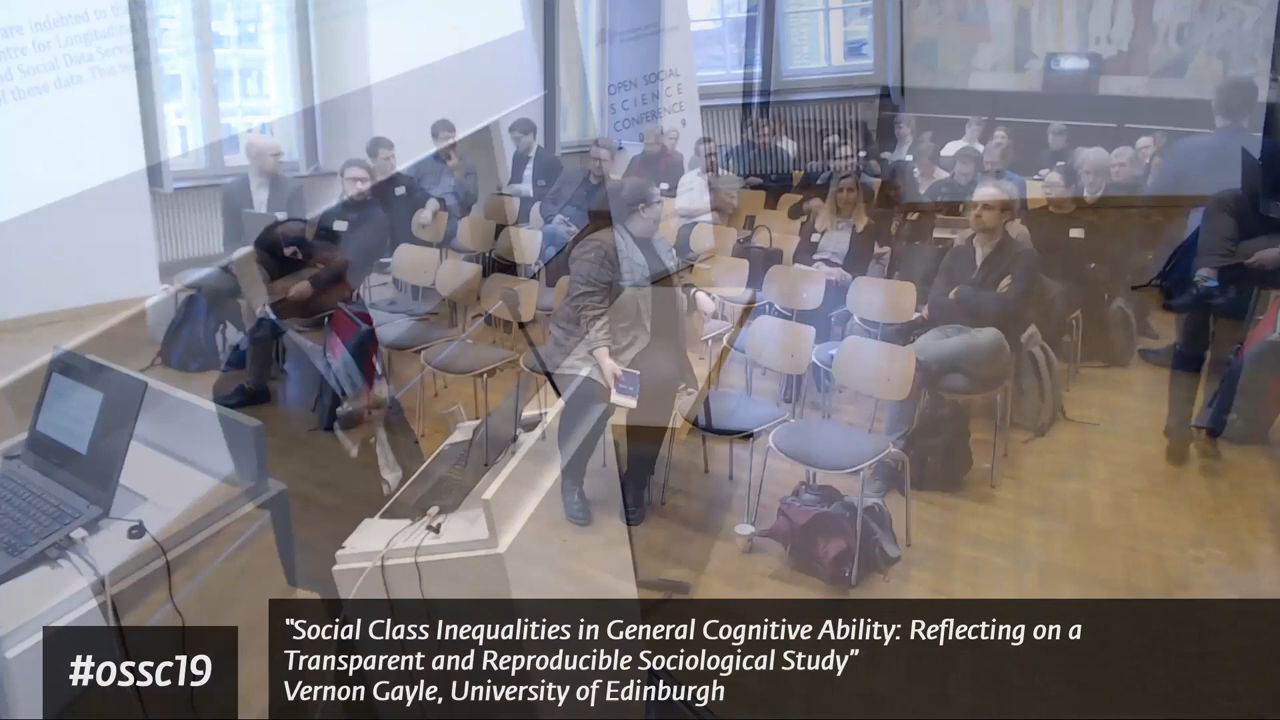 are indebted to the
ntre for Longitud
nd Social Data Serv
of these data. This
OPEN SOCIAL
SCIENCE
CONFERENCE
#ossc19
“Social Class Inequalities in General Cognitive Ability: Reflecting on a
Transparent and Reproducible Sociological Study”
Vernon Gayle, University of Edinburgh